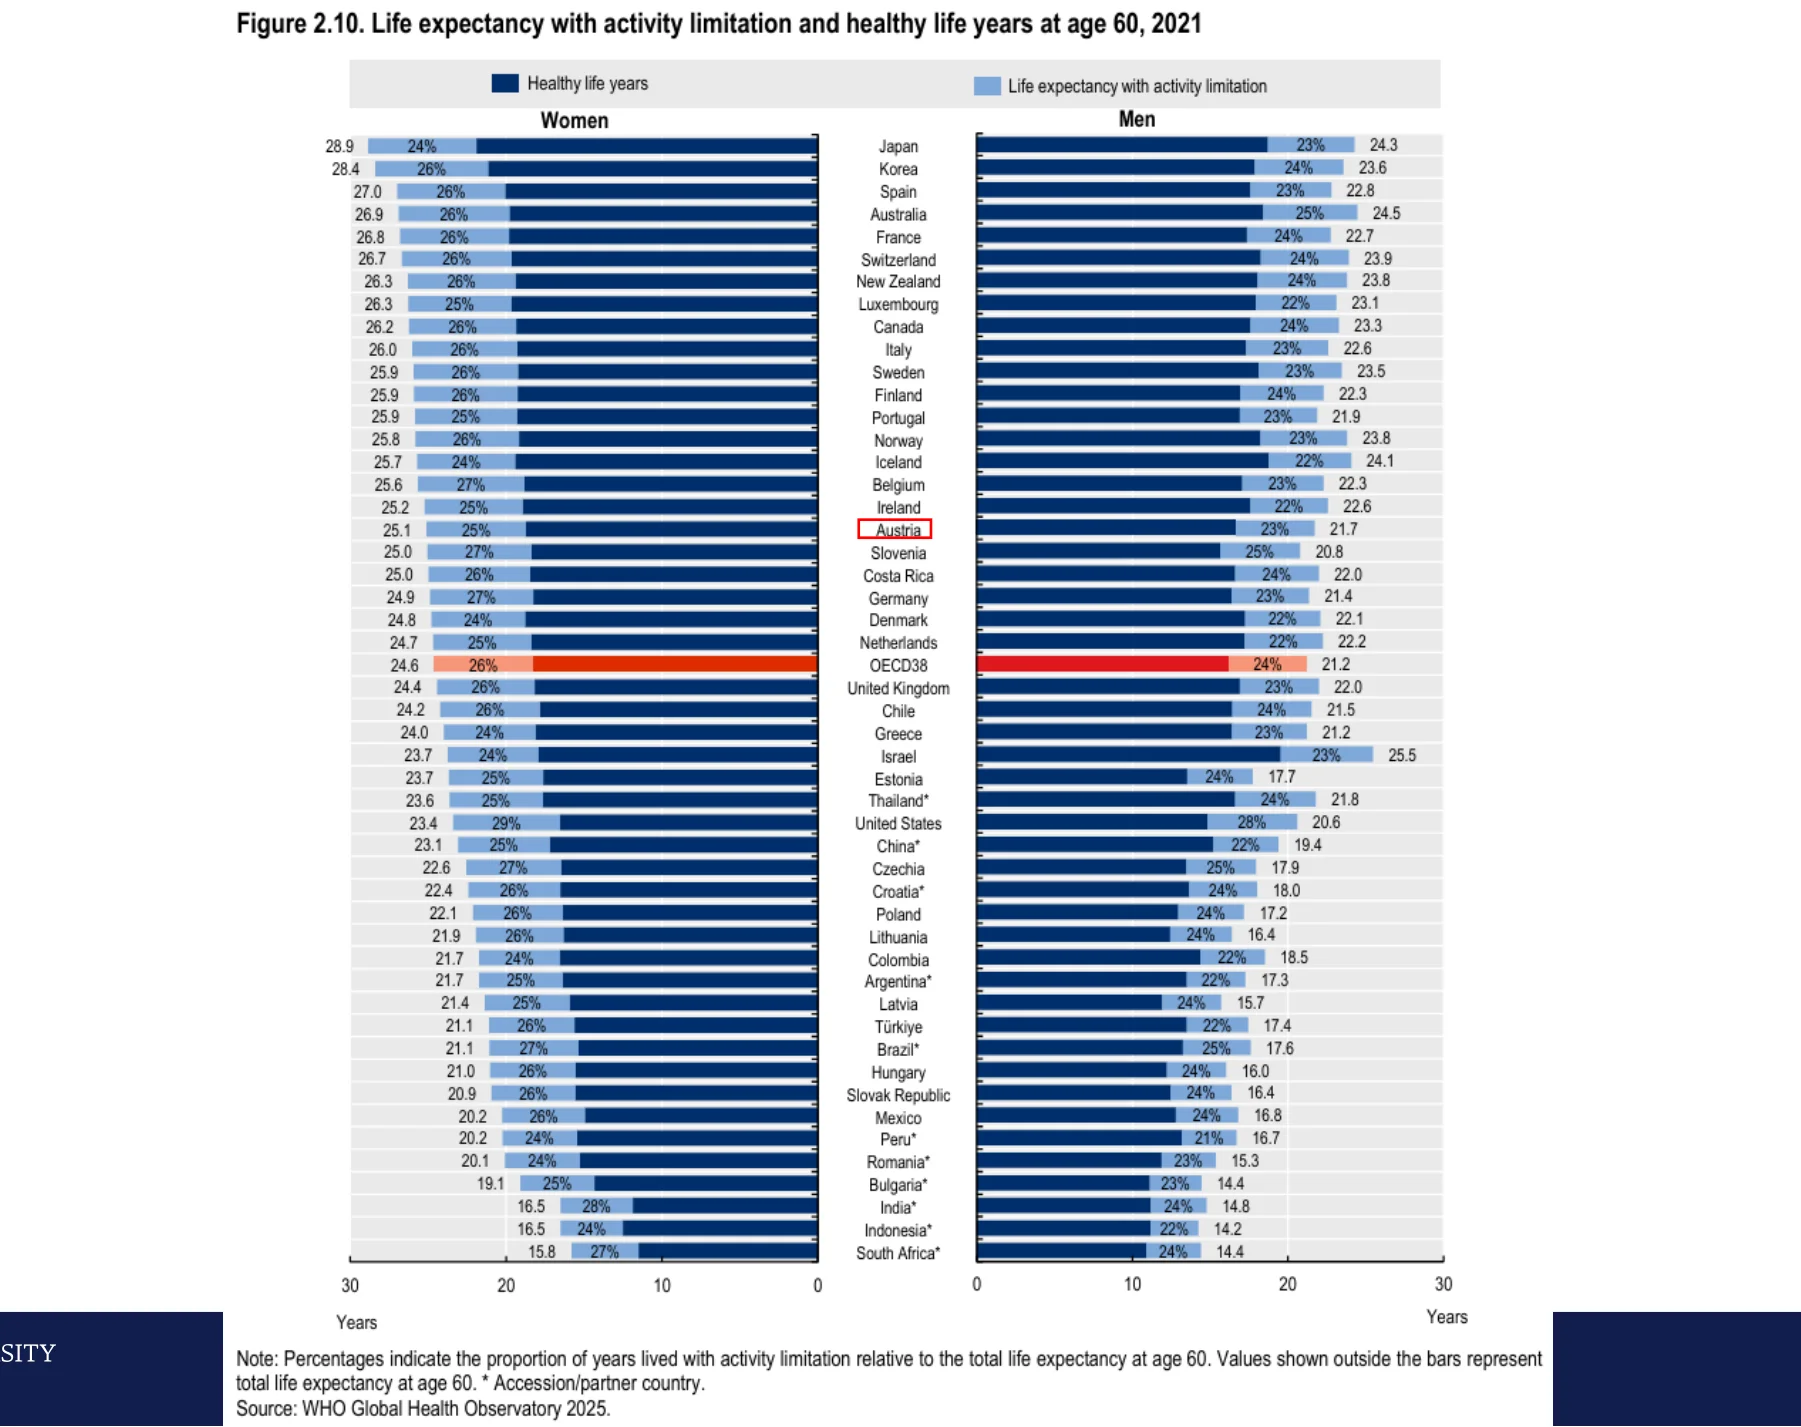 Figure 2.10. Life expectancy with activity limitation and healthy life years at age 60, 2021
Healthy life years
Life expectancy with activity limitation
Women
Men
28.9 24% Japan 23% 24.3
28.4 26% Korea 24% 23.6
27.0 26% Spain 23% 22.8
26.9 26% Australia 25% 24.5
26.8 26% France 24% 22.7
26.7 26% Switzerland 24% 23.9
26.3 26% New Zealand 24% 23.8
26.3 25% Luxembourg 22% 23.1
26.2 26% Canada 24% 23.3
26.0 26% Italy 23% 22.6
25.9 26% Sweden 23% 23.5
25.9 26% Finland 24% 22.3
25.9 25% Portugal 23% 21.9
25.8 26% Norway 23% 23.8
25.7 24% Iceland 22% 24.1
25.6 27% Belgium 23% 22.3
25.2 25% Ireland 22% 22.6
25.1 25% Austria 23% 21.7
25.0 27% Slovenia 25% 20.8
25.0 26% Costa Rica 24% 22.0
24.9 27% Germany 23% 21.4
24.8 24% Denmark 22% 22.1
24.7 25% Netherlands 22% 22.2
24.6 26% OECD38 24% 21.2
24.4 26% United Kingdom 23% 22.0
24.2 26% Chile 24% 21.5
24.0 24% Greece 23% 21.2
23.7 24% Israel 23% 25.5
23.7 25% Estonia 24% 17.7
23.6 25% Thailand* 24% 21.8
23.4 29% United States 28% 20.6
23.1 25% China* 22% 19.4
22.6 27% Czechia 25% 17.9
22.4 26% Croatia* 24% 18.0
22.1 26% Poland 24% 17.2
21.9 26% Lithuania 24% 16.4
21.7 24% Colombia 22% 18.5
21.7 25% Argentina* 22% 17.3
21.4 25% Latvia 24% 15.7
21.1 26% Türkiye 22% 17.4
21.1 27% Brazil* 25% 17.6
21.0 26% Hungary 24% 16.0
20.9 26% Slovak Republic 24% 16.4
20.2 26% Mexico 24% 16.8
20.2 24% Peru* 21% 16.7
20.1 24% Romania* 23% 15.3
19.1 25% Bulgaria* 23% 14.4
16.5 28% India* 24% 14.8
16.5 24% Indonesia* 22% 14.2
15.8 27% South Africa* 24% 14.4
30 20 10 0 0 10 20 30
Years
Years
SITY
Note: Percentages indicate the proportion of years lived with activity limitation relative to the total life expectancy at age 60. Values shown outside the bars represent
total life expectancy at age 60. * Accession/partner country.
Source: WHO Global Health Observatory 2025.